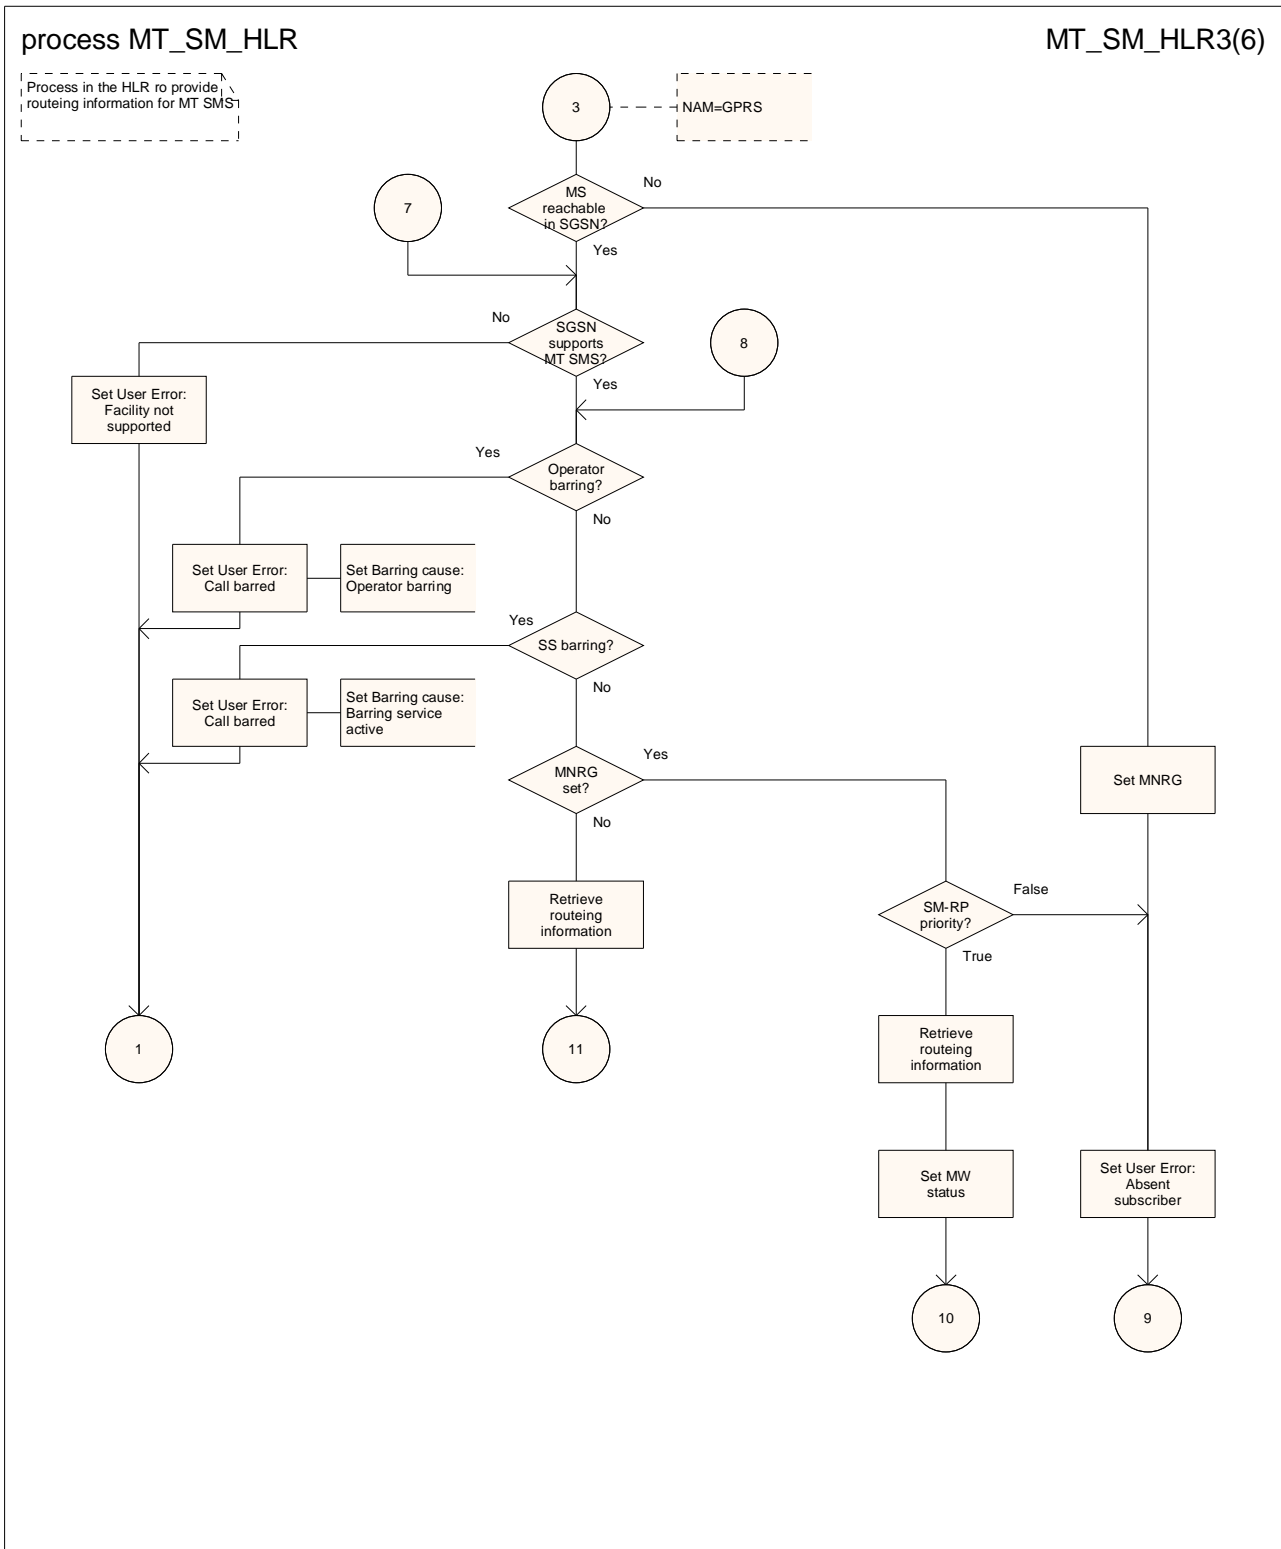 process MT_SM_HLR
MT_SM_HLR3(6)
Process in the HLR ro provide
routeing information for MT SMS
3
NAM=GPRS
MS
reachable
in SGSN?
No
7
Yes
No
SGSN
supports
MT SMS?
8
Yes
Set User Error:
Facility not
supported
Yes
Operator
barring?
No
Set User Error:
Call barred
Set Barring cause:
Operator barring
Yes
SS barring?
No
Set User Error:
Call barred
Set Barring cause:
Barring service
active
Yes
MNRG
set?
Set MNRG
No
Retrieve
routeing
information
False
SM-RP
priority?
True
1
11
Retrieve
routeing
information
Set MW
status
Set User Error:
Absent
subscriber
10
9